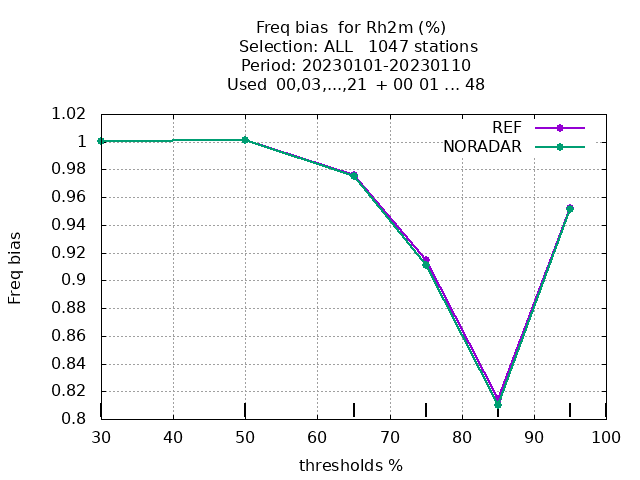 Freq bias  for Rh2m (%)
Selection: ALL   1047 stations
Period: 20230101-20230110
Used  00,03,...,21  + 00 01 ... 48
1.02
1
0.98
0.96
0.94
0.92
0.9
0.88
0.86
0.84
0.82
0.8
Freq bias
REF
NORADAR
30 40 50 60 70 80 90 100
thresholds %